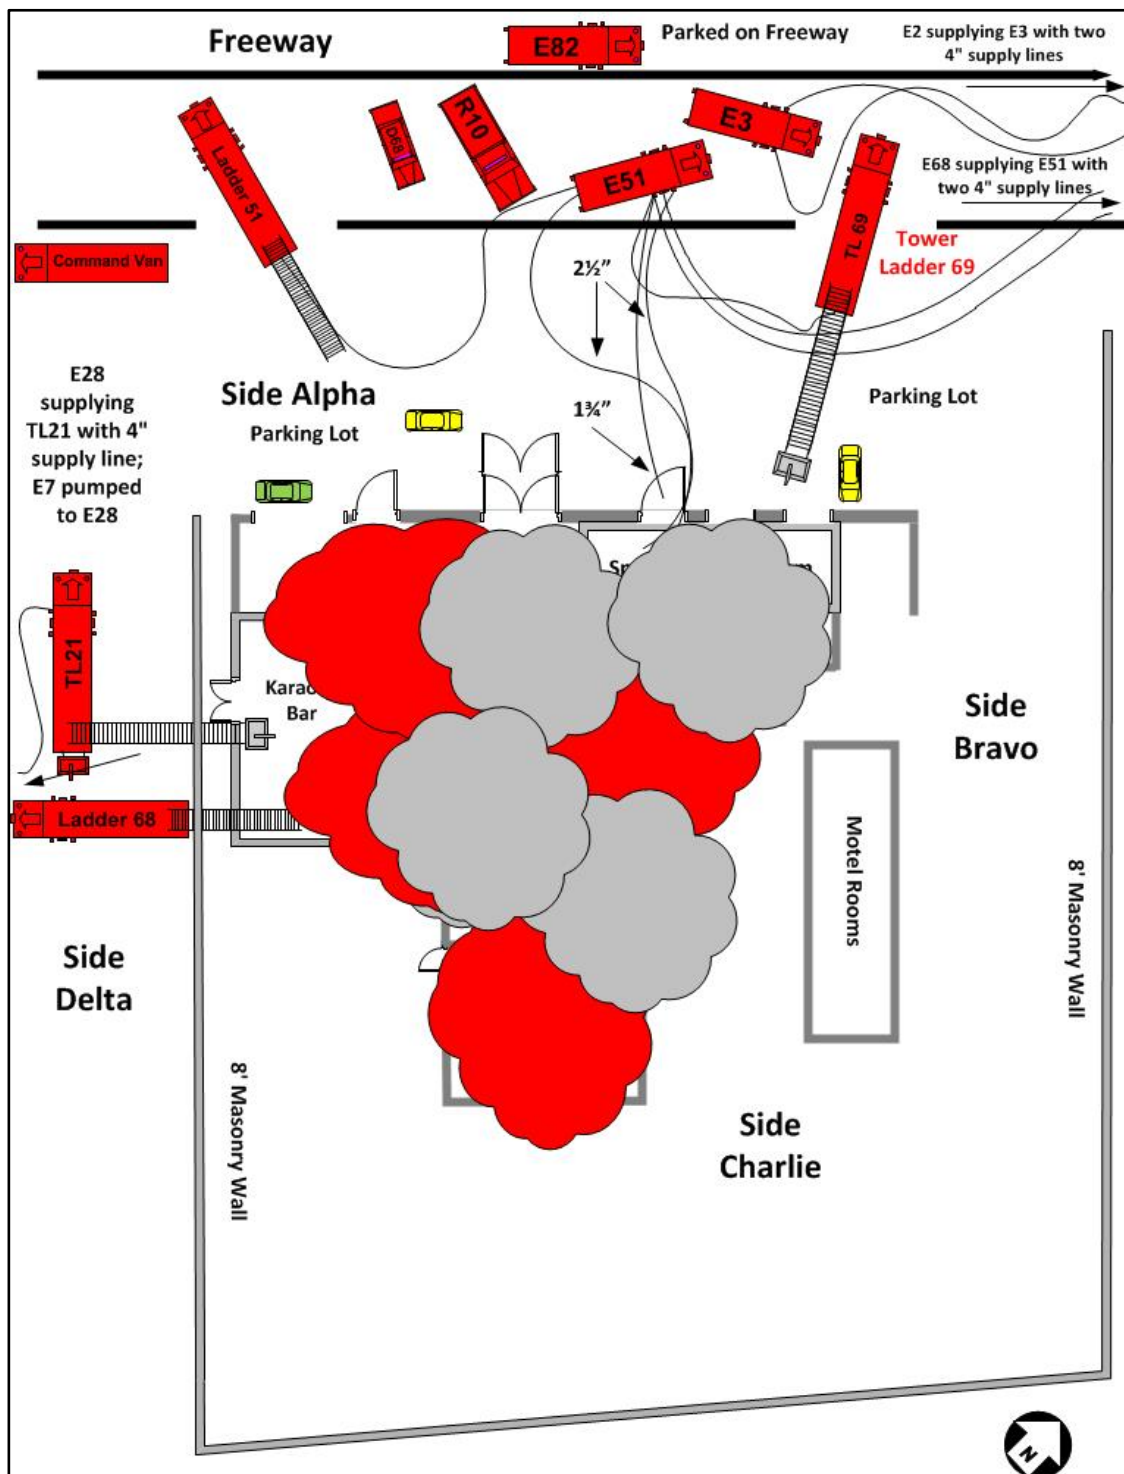 Freeway
E82
Parked on Freeway
E2 supplying E3 with two
4" supply lines
Ladder 51
D68
R10
E51
E3
TL 69
E68 supplying E51 with
two 4" supply lines
Tower
Ladder 69
Command Van
2½”
E28
supplying
TL21 with 4"
supply line;
E7 pumped
to E28
Side Alpha
Parking Lot
1¾”
Parking Lot
TL21
Karao
Bar
Side
Bravo
Ladder 68
Motel Rooms
8' Masonry Wall
Side
Delta
8' Masonry Wall
Side
Charlie
N